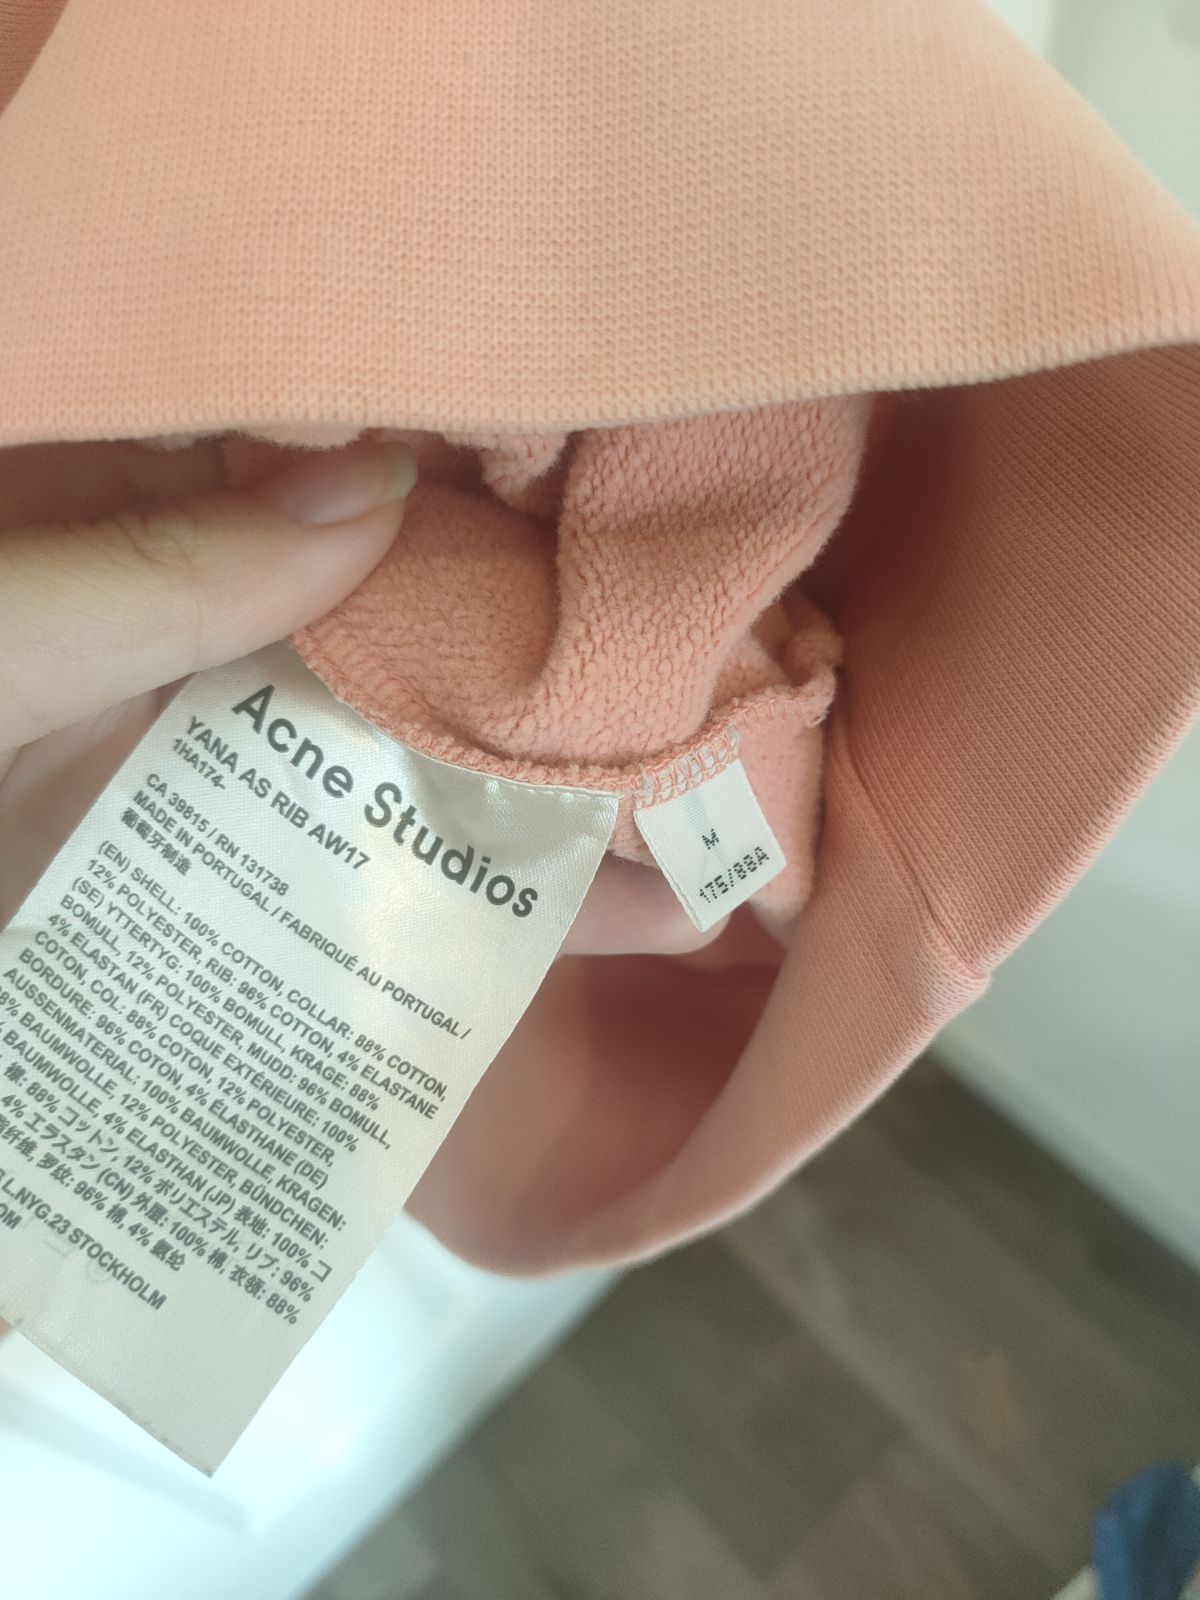 Acne Studios
YANA AS RIB AW17
1HA174-
CA 39815 / RN 131738
MADE IN PORTUGAL / FABRIQUÉ AU PORTUGAL /
葡萄牙制造
(EN) SHELL: 100% COTTON, COLLAR: 88% COTTON,
12% POLYESTER, RIB: 96% COTTON, 4% ELASTANE
(SE) YTTERTYG: 100% BOMULL, KRAGE: 88%
BOMULL, 12% POLYESTER, MUDD: 96% BOMULL,
4% ELASTAN (FR) COQUE EXTÉRIEURE: 100%
COTON, COL: 88% COTON, 12% POLYESTER,
BORDURE: 96% COTON, 4% ÉLASTHANE (DE)
AUSSENMATERIAL: 100% BAUMWOLLE, KRAGEN:
BAUMWOLLE, 12% POLYESTER, BÜNDCHEN:
BAUMWOLLE, 4% ELASTHAN (JP) 表地: 100% コ
88% コットン, 12% ポリエステル, リブ: 96%
4% エラスタン (CN) 外层: 100% 棉, 衣领: 88%
罗纹: 96% 棉, 4% 氨纶
L.NYG.23 STOCKHOLM
M
175/88A